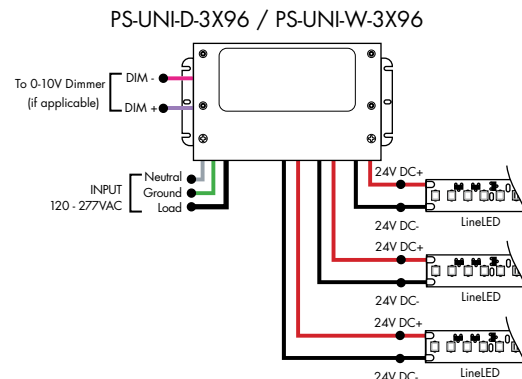 PS-UNI-D-3X96 / PS-UNI-W-3X96
To 0-10V Dimmer
(if applicable)
DIM -
DIM +
INPUT
120 - 277VAC
Neutral
Ground
Load
24V DC+
24V DC-
LineLED
24V DC+
24V DC-
LineLED
24V DC+
24V DC-
LineLED